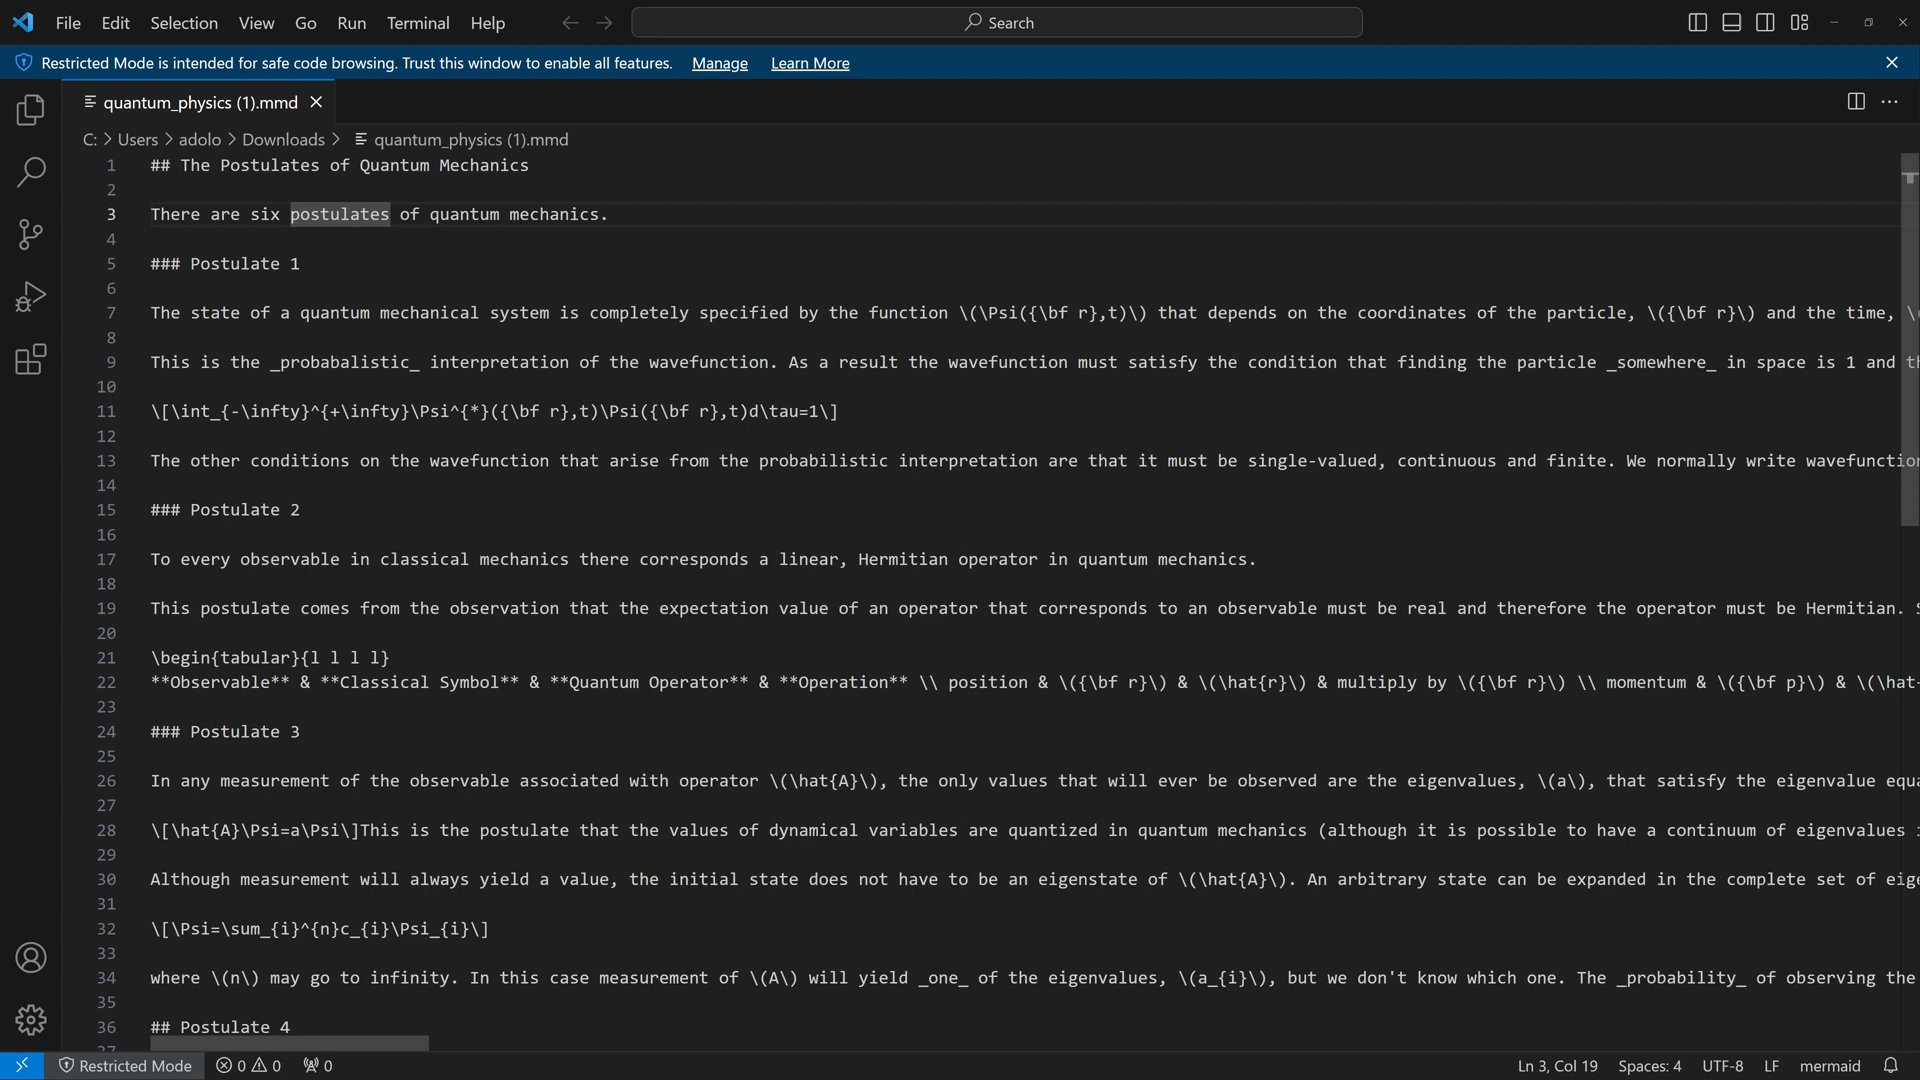 File Edit Selection View Go Run Terminal Help Search
Restricted Mode is intended for safe code browsing. Trust this window to enable all features. Manage Learn More
quantum_physics (1).mmd
C: > Users > adolo > Downloads > quantum_physics (1).mmd
1 ## The Postulates of Quantum Mechanics
2
3 There are six postulates of quantum mechanics.
4
5 ### Postulate 1
6
7 The state of a quantum mechanical system is completely specified by the function \(\Psi({\bf r},t)\) that depends on the coordinates of the particle, \({\bf r}\) and the time, \
8
9 This is the _probabalistic_ interpretation of the wavefunction. As a result the wavefunction must satisfy the condition that finding the particle _somewhere_ in space is 1 and th
10
11 \[\int_{-\infty}^{+\infty}\Psi^{*}({\bf r},t)\Psi({\bf r},t)d\tau=1\]
12
13 The other conditions on the wavefunction that arise from the probabilistic interpretation are that it must be single-valued, continuous and finite. We normally write wavefunction
14
15 ### Postulate 2
16
17 To every observable in classical mechanics there corresponds a linear, Hermitian operator in quantum mechanics.
18
19 This postulate comes from the observation that the expectation value of an operator that corresponds to an observable must be real and therefore the operator must be Hermitian. S
20
21 \begin{tabular}{l l l l}
22 **Observable** & **Classical Symbol** & **Quantum Operator** & **Operation** \\ position & \({\bf r}\) & \(\hat{r}\) & multiply by \({\bf r}\) \\ momentum & \({\bf p}\) & \(\hat{
23
24 ### Postulate 3
25
26 In any measurement of the observable associated with operator \(\hat{A}\), the only values that will ever be observed are the eigenvalues, \(a\), that satisfy the eigenvalue equa
27
28 \[\hat{A}\Psi=a\Psi\]This is the postulate that the values of dynamical variables are quantized in quantum mechanics (although it is possible to have a continuum of eigenvalues i
29
30 Although measurement will always yield a value, the initial state does not have to be an eigenstate of \(\hat{A}\). An arbitrary state can be expanded in the complete set of eige
31
32 \[\Psi=\sum_{i}^{n}c_{i}\Psi_{i}\]
33
34 where \(n\) may go to infinity. In this case measurement of \(A\) will yield _one_ of the eigenvalues, \(a_{i}\), but we don't know which one. The _probability_ of observing the
35
36 ## Postulate 4
37
Restricted Mode 0 0 0 Ln 3, Col 19 Spaces: 4 UTF-8 LF mermaid